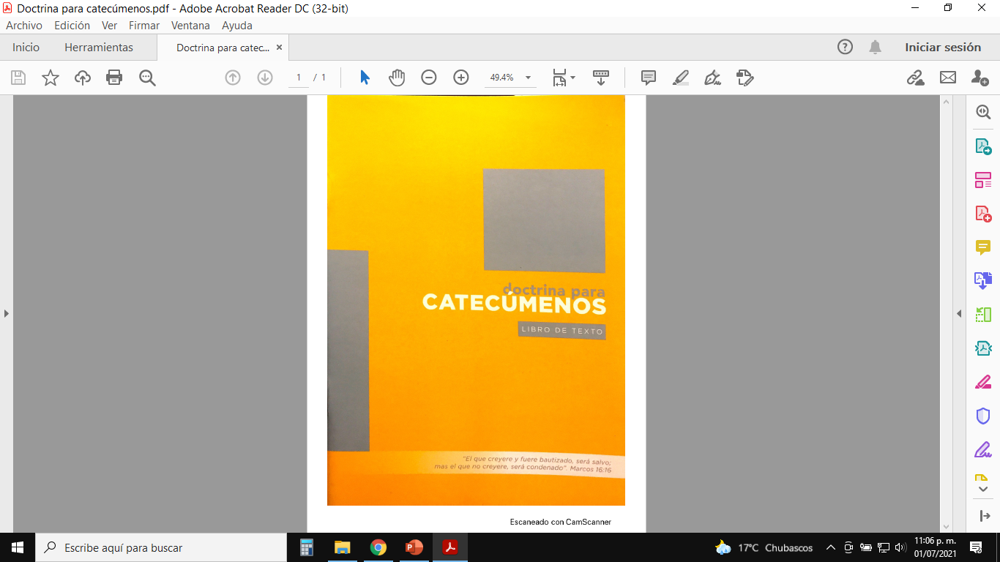 Doctrina para catecúmenos.pdf - Adobe Acrobat Reader DC (32-bit)
Archivo Edición Ver Firmar Ventana Ayuda
Inicio Herramientas Doctrina para catec... × Iniciar sesión
1 / 1 49.4%
doctrina para
CATECÚMENOS
LIBRO DE TEXTO
"El que creyere y fuere bautizado, será salvo;
mas el que no creyere, será condenado". Marcos 16:16
Escaneado con CamScanner
Escribe aquí para buscar 17°C Chubascos 11:06 p. m.
01/07/2021